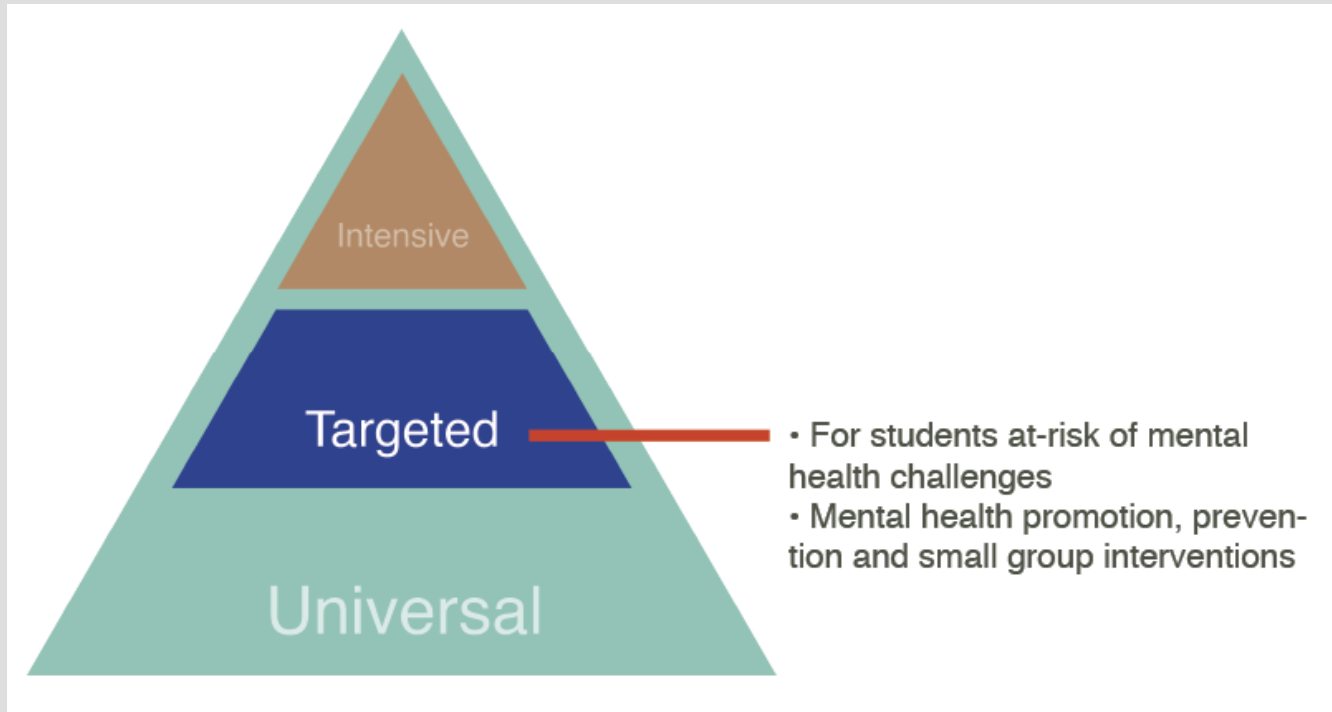 Intensive
Targeted
• For students at-risk of mental
health challenges
• Mental health promotion, preven-
tion and small group interventions
Universal